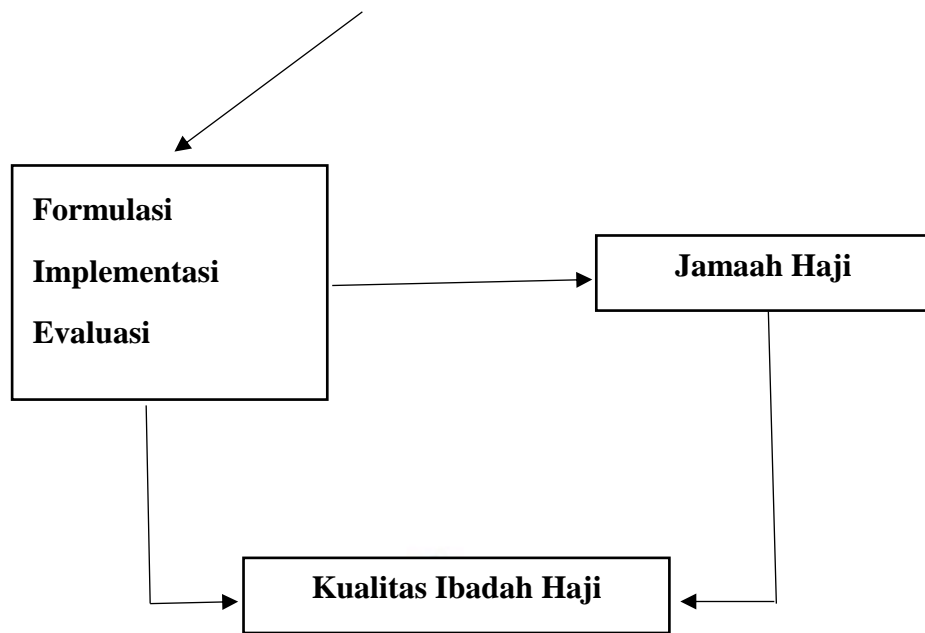 Formulasi
Implementasi
Evaluasi
Jamaah Haji
Kualitas Ibadah Haji